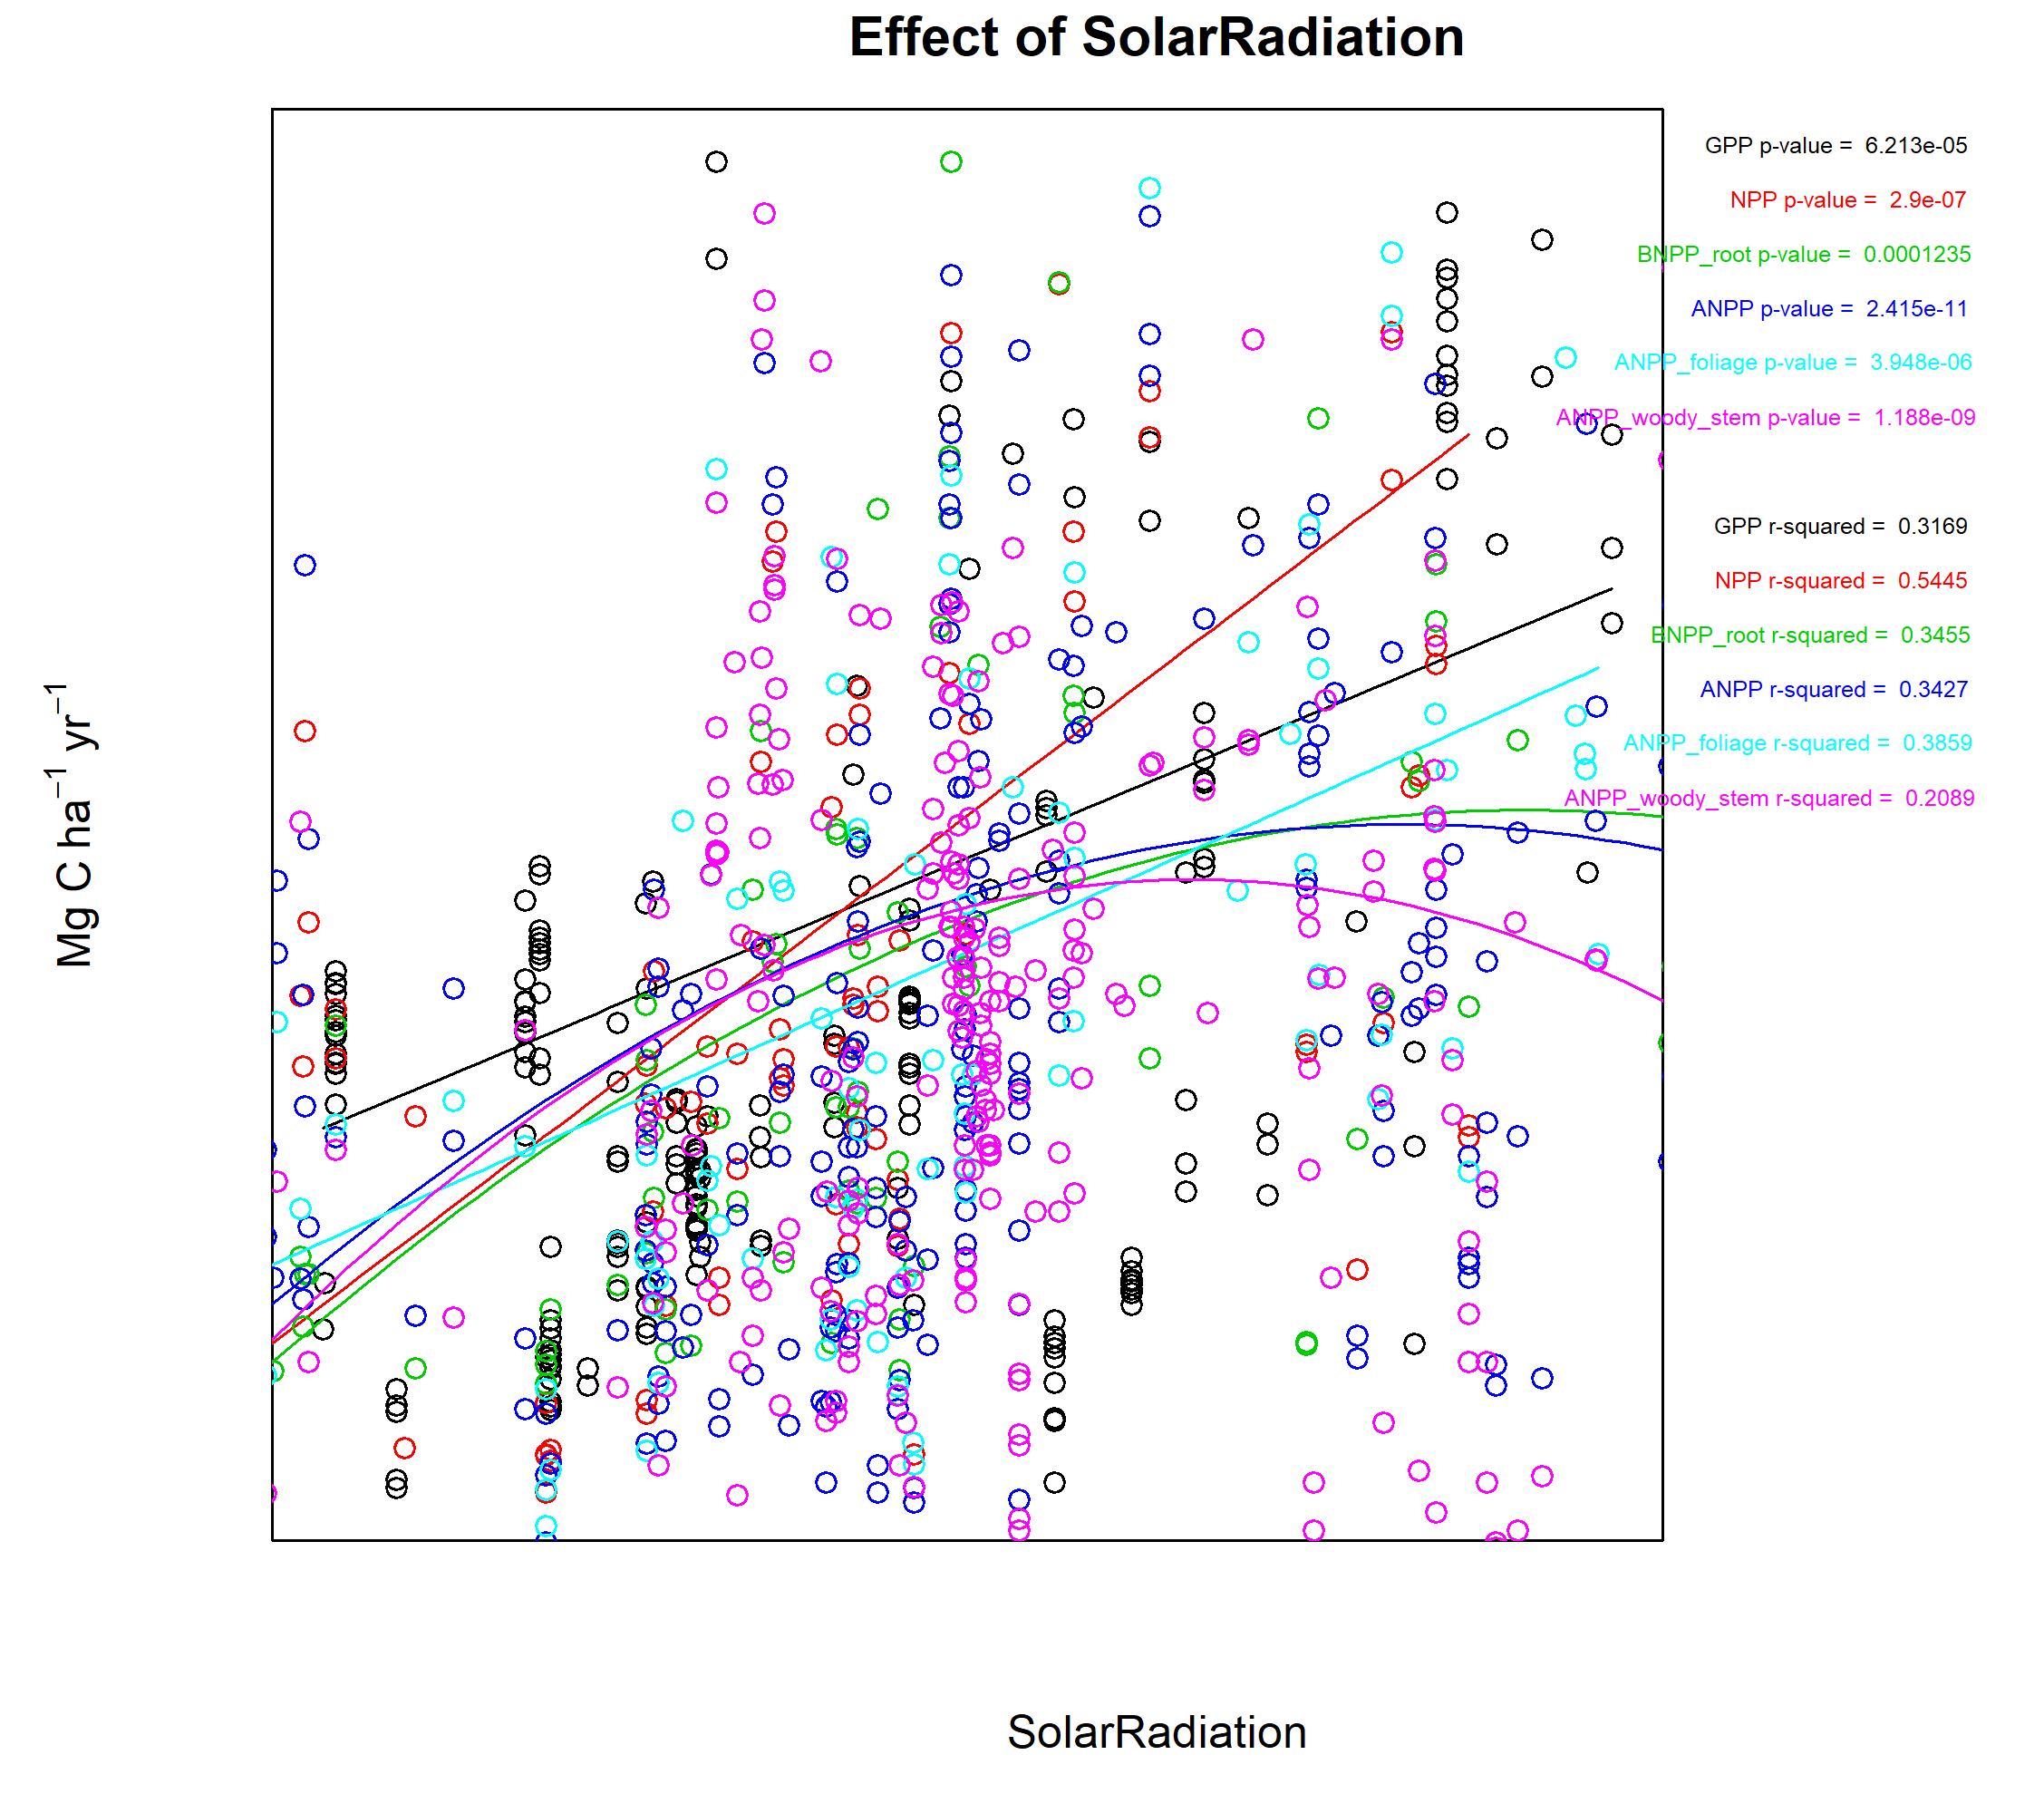 Effect of SolarRadiation
GPP p-value = 6.213e-05
NPP p-value = 2.9e-07
BNPP_root p-value = 0.0001235
ANPP p-value = 2.415e-11
ANPP_foliage p-value = 3.948e-06
ANPP_woody_stem p-value = 1.188e-09
GPP r-squared = 0.3169
NPP r-squared = 0.5445
BNPP_root r-squared = 0.3455
ANPP r-squared = 0.3427
ANPP_foliage r-squared = 0.3859
ANPP_woody_stem r-squared = 0.2089
Mg C ha⁻¹ yr⁻¹
SolarRadiation